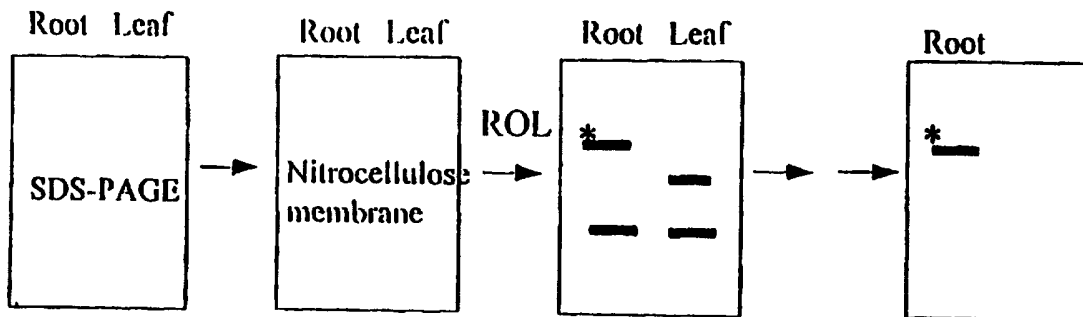 Root Leaf
Root Leaf
Root Leaf
Root
ROL
*
*
SDS-PAGE
Nitrocellulose
membrane